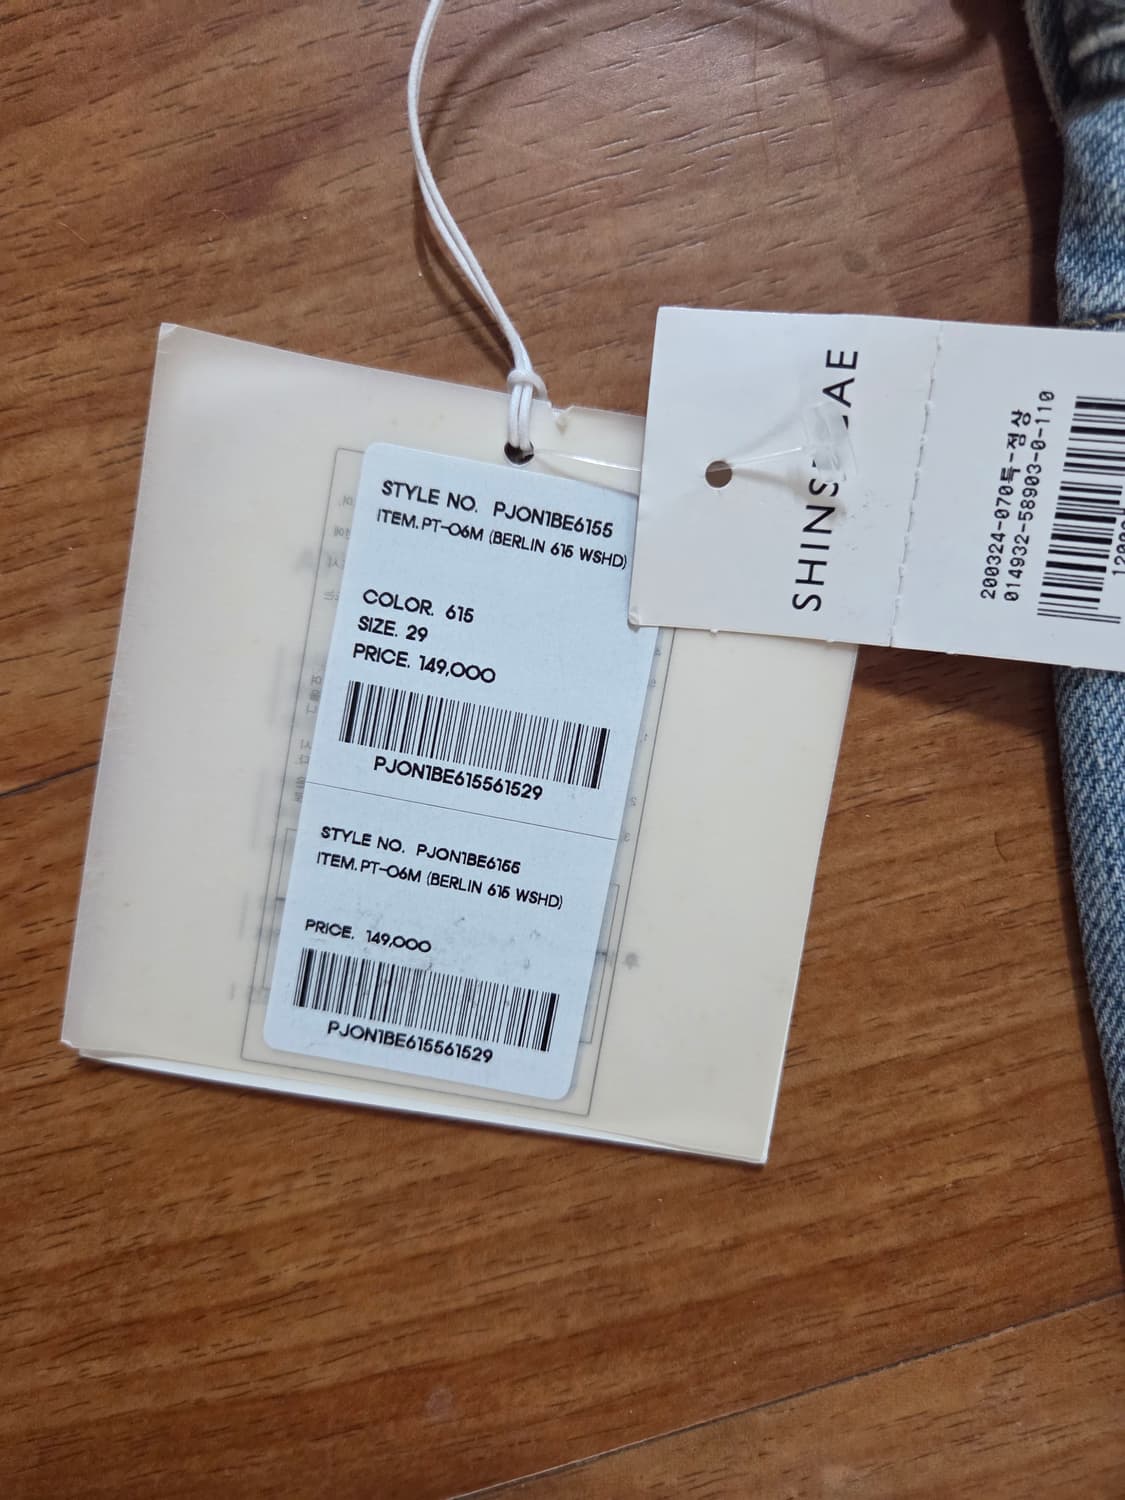 STYLE NO. PJON1BE6155
ITEM. PT-06M (BERLIN 615 WSHD)
COLOR. 615
SIZE. 29
PRICE. 149,000
PJON1BE615561529
STYLE NO. PJON1BE6155
ITEM. PT-06M (BERLIN 615 WSHD)
PRICE. 149,000
PJON1BE615561529
200324-070특-정상
014932-58903-0-110